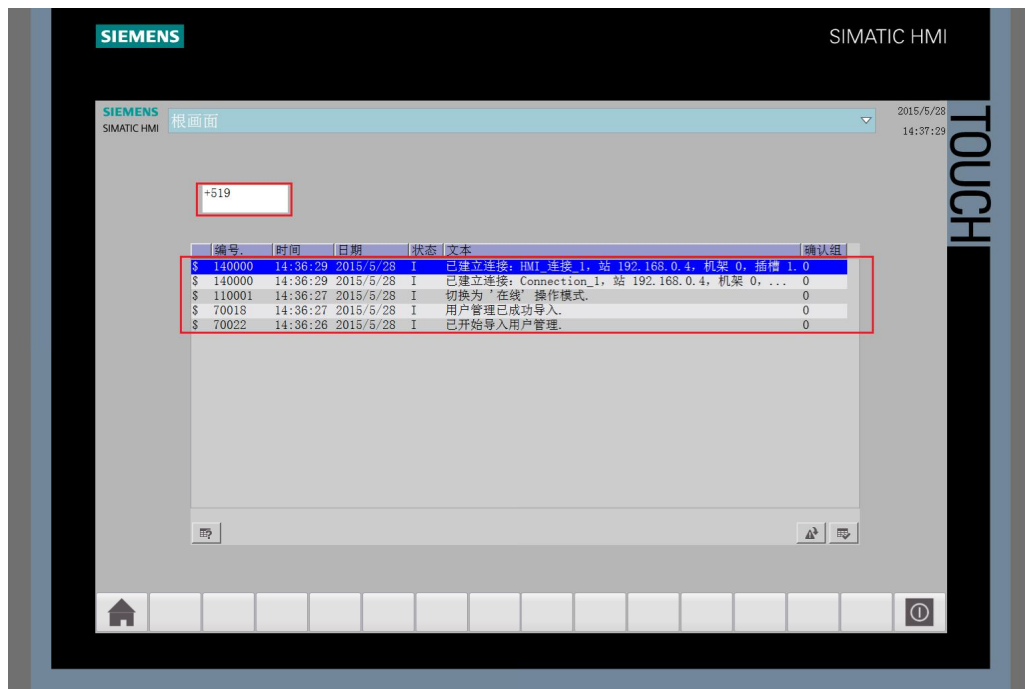 SIEMENS
SIMATIC HMI
SIEMENS
SIMATIC HMI
根画面
2015/5/28
14:37:29
TOUCH
+519
编号. 时间 日期 状态 文本 确认组
$ 140000 14:36:29 2015/5/28 I 已建立连接: HMI_连接_1, 站 192.168.0.4, 机架 0, 插槽 1. 0
$ 140000 14:36:29 2015/5/28 I 已建立连接: Connection_1, 站 192.168.0.4, 机架 0, ... 0
$ 110001 14:36:27 2015/5/28 I 切换为 '在线' 操作模式. 0
$ 70018 14:36:27 2015/5/28 I 用户管理已成功导入. 0
$ 70022 14:36:26 2015/5/28 I 已开始导入用户管理. 0